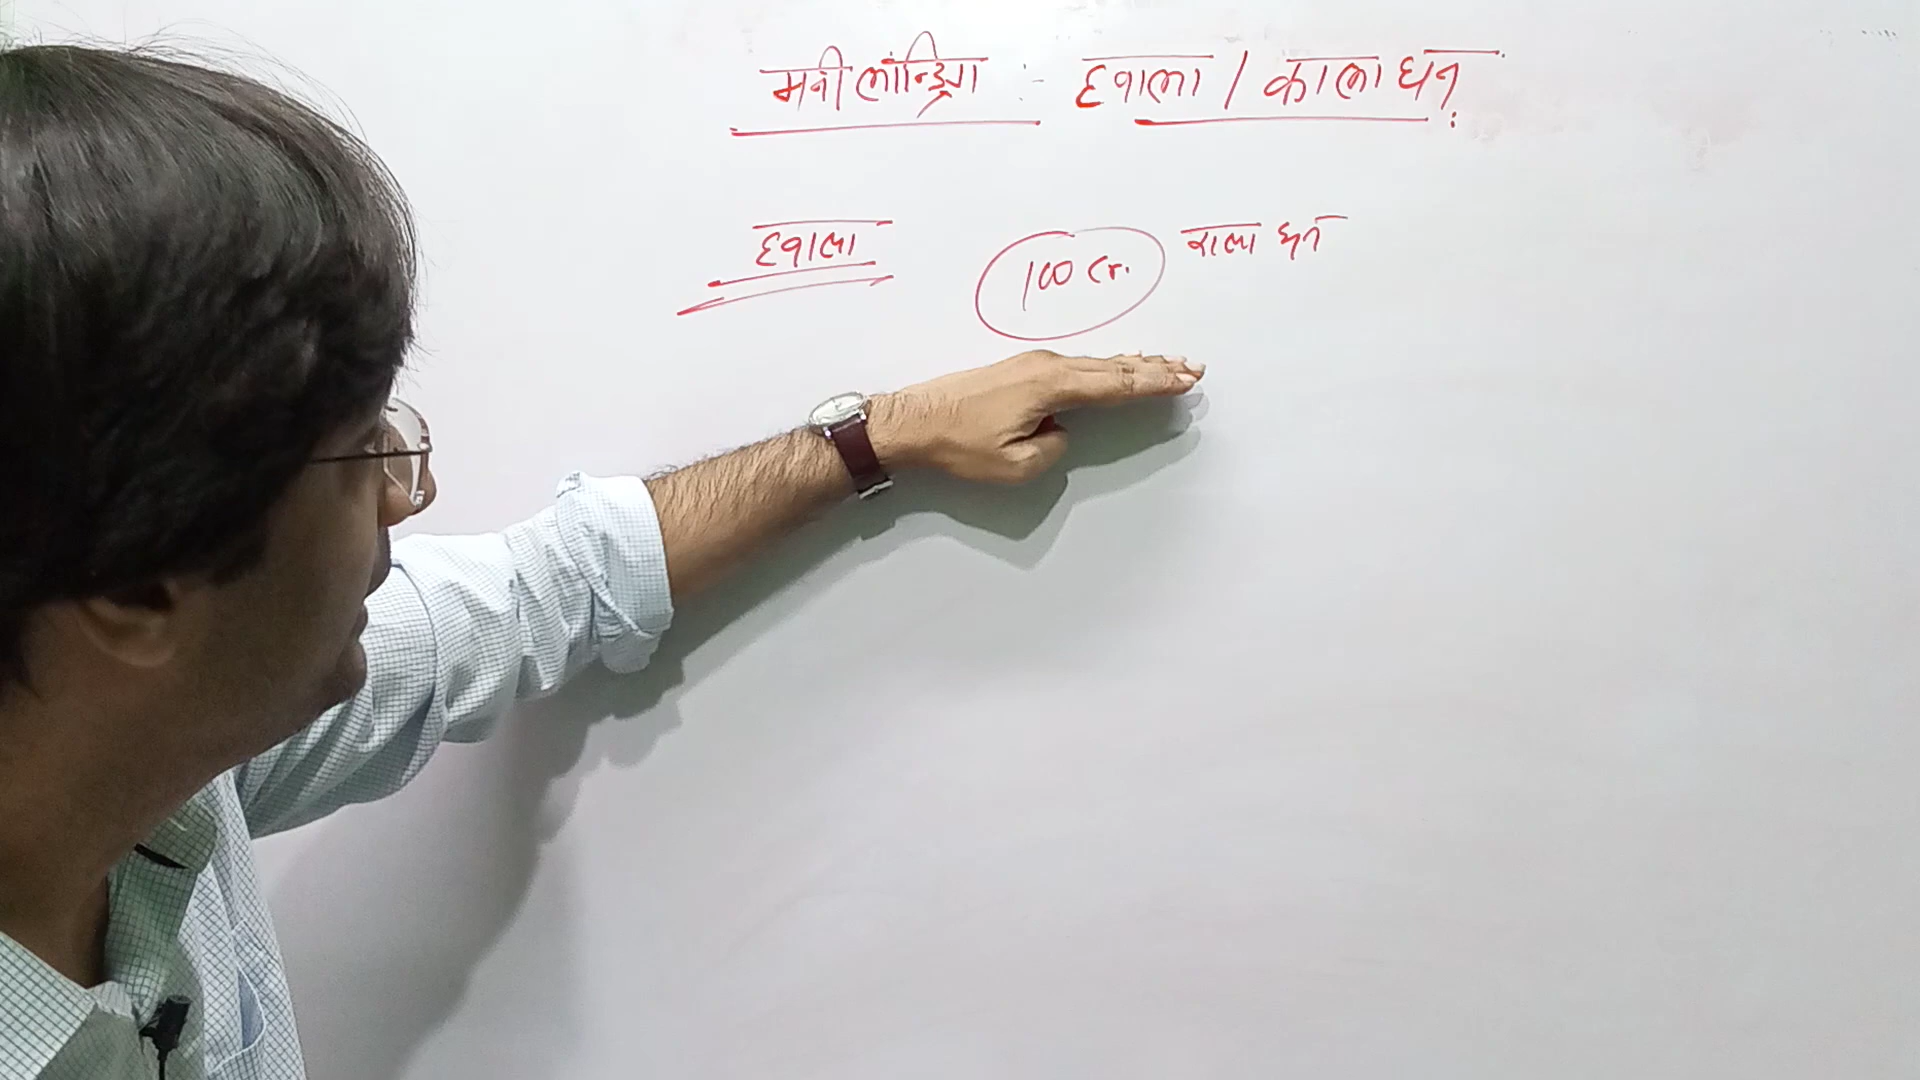 मनी लॉन्ड्रिंग :- हवाला / काला धन :
हवाला 100 Cr. काला धन